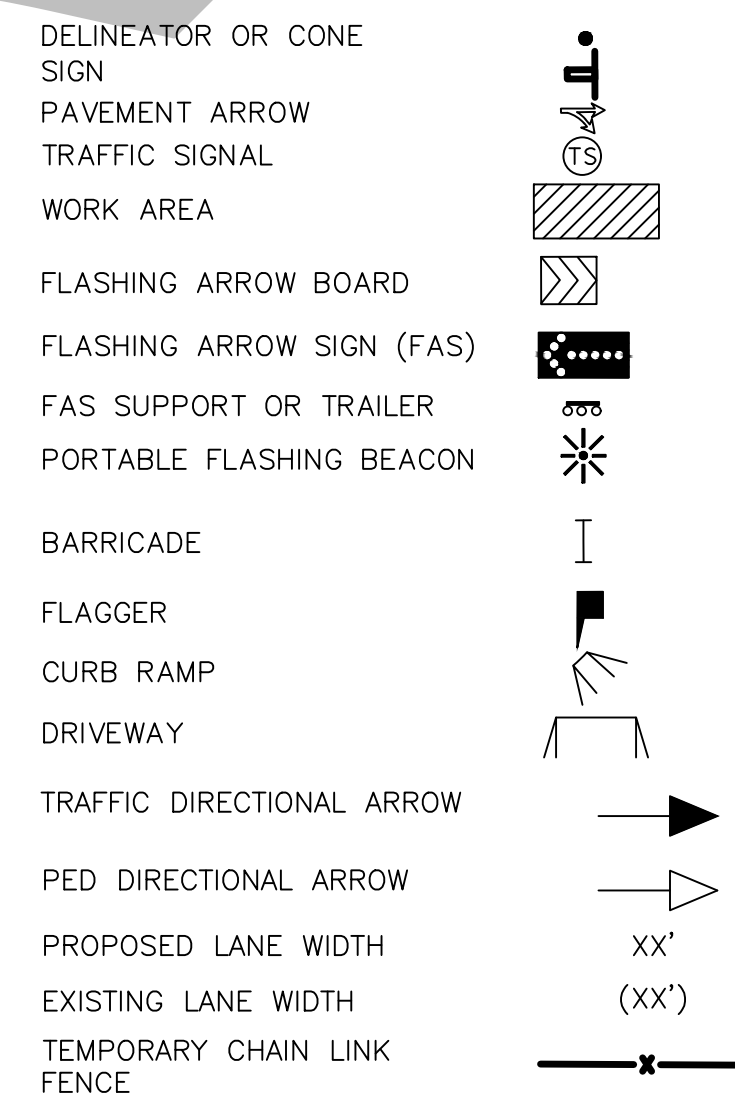 DELINEATOR OR CONE
SIGN
PAVEMENT ARROW
TRAFFIC SIGNAL TS
WORK AREA
FLASHING ARROW BOARD
FLASHING ARROW SIGN (FAS)
FAS SUPPORT OR TRAILER
PORTABLE FLASHING BEACON
BARRICADE
FLAGGER
CURB RAMP
DRIVEWAY
TRAFFIC DIRECTIONAL ARROW
PED DIRECTIONAL ARROW
PROPOSED LANE WIDTH XX'
EXISTING LANE WIDTH (XX')
TEMPORARY CHAIN LINK
FENCE